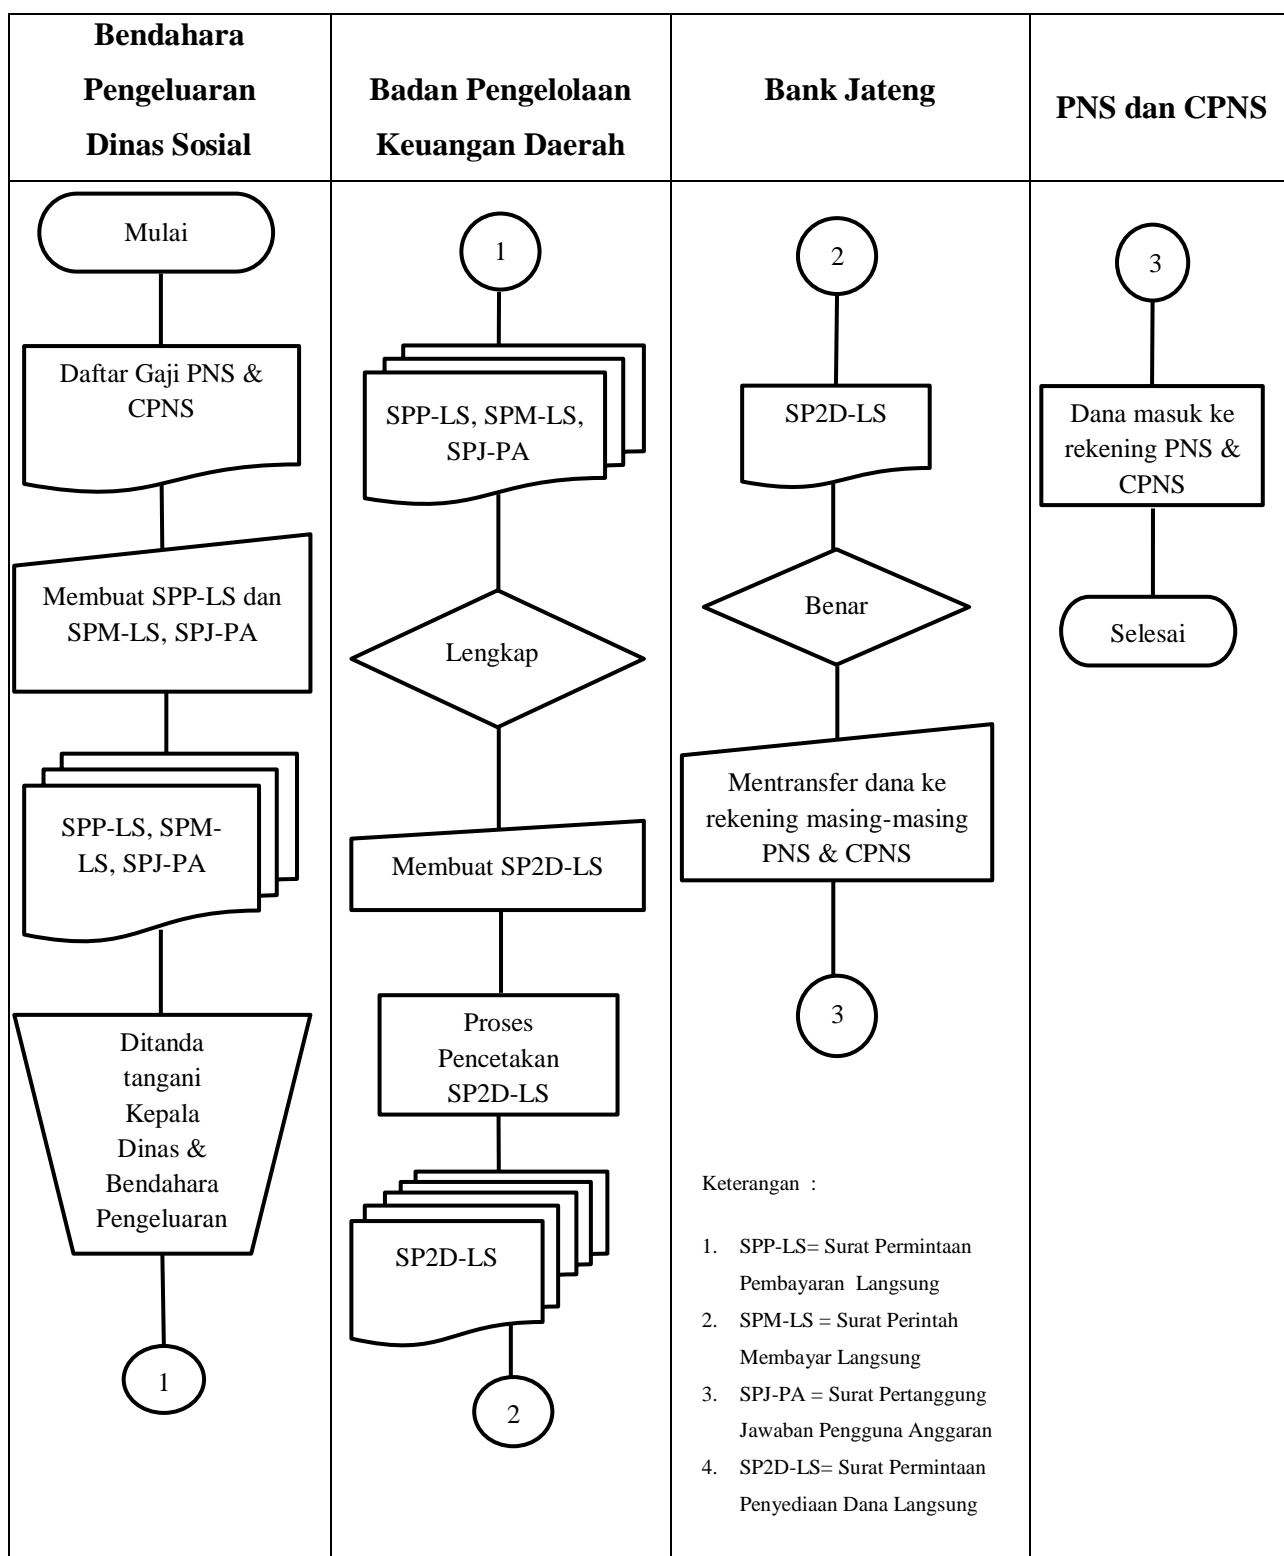 Bendahara
Pengeluaran
Dinas Sosial
Badan Pengelolaan
Keuangan Daerah
Bank Jateng
PNS dan CPNS
Mulai
Daftar Gaji PNS &
CPNS
Membuat SPP-LS dan
SPM-LS, SPJ-PA
SPP-LS, SPM-
LS, SPJ-PA
Ditanda
tangani
Kepala
Dinas &
Bendahara
Pengeluaran
1
1
SPP-LS, SPM-LS,
SPJ-PA
Lengkap
Membuat SP2D-LS
Proses
Pencetakan
SP2D-LS
SP2D-LS
2
2
SP2D-LS
Benar
Mentransfer dana ke
rekening masing-masing
PNS & CPNS
3
Keterangan :
1. SPP-LS= Surat Permintaan
Pembayaran Langsung
2. SPM-LS = Surat Perintah
Membayar Langsung
3. SPJ-PA = Surat Pertanggung
Jawaban Pengguna Anggaran
4. SP2D-LS= Surat Permintaan
Penyediaan Dana Langsung
3
Dana masuk ke
rekening PNS &
CPNS
Selesai